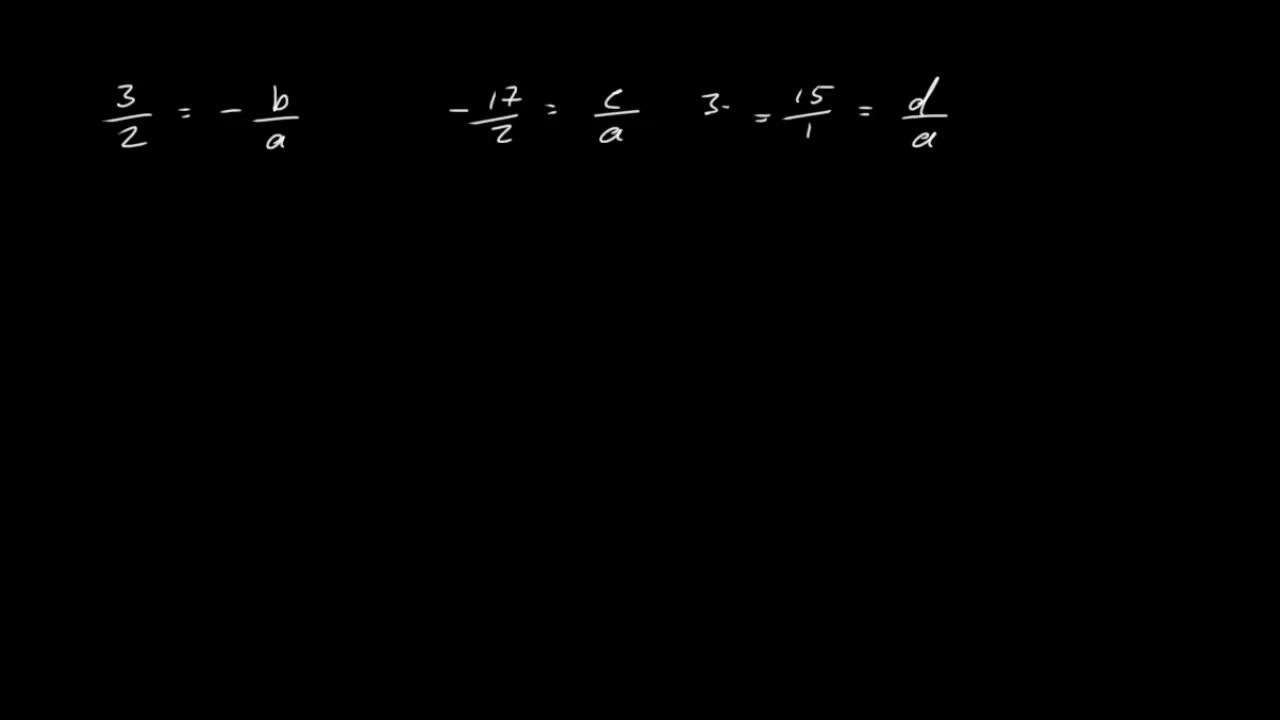 3/2 = - b/a   - 17/2 = c/a   3· = 15/1 = d/a